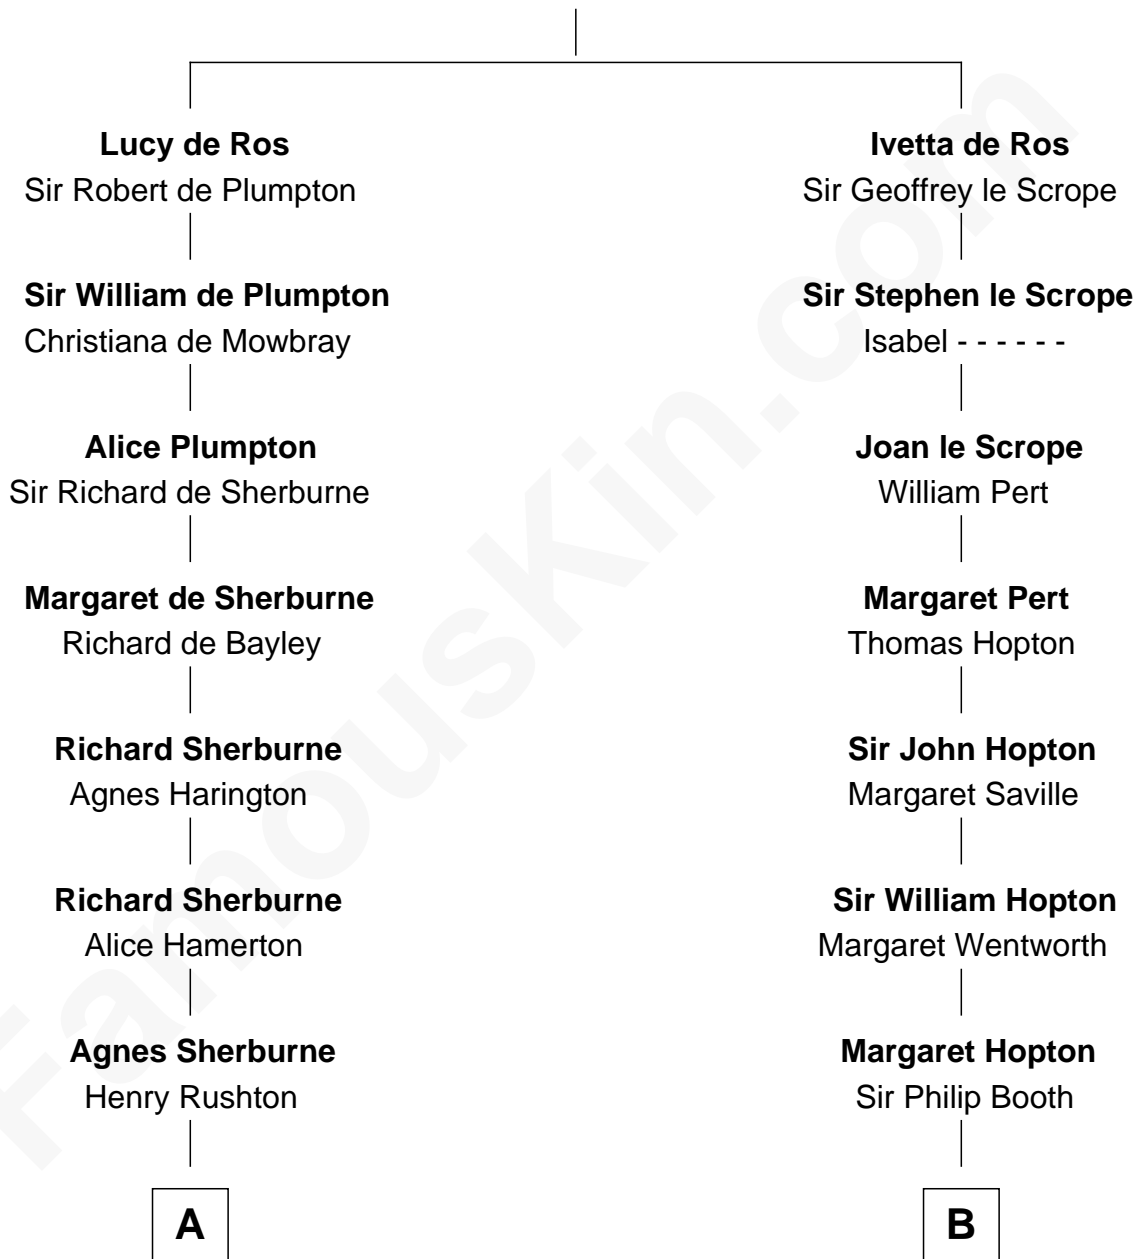 Lucy de Ros
Sir Robert de Plumpton
Sir William de Plumpton
Christiana de Mowbray
Alice Plumpton
Sir Richard de Sherburne
Margaret de Sherburne
Richard de Bayley
Richard Sherburne
Agnes Harington
Richard Sherburne
Alice Hamerton
Agnes Sherburne
Henry Rushton
A
Ivetta de Ros
Sir Geoffrey le Scrope
Sir Stephen le Scrope
Isabel - - - - - -
Joan le Scrope
William Pert
Margaret Pert
Thomas Hopton
Sir John Hopton
Margaret Saville
Sir William Hopton
Margaret Wentworth
Margaret Hopton
Sir Philip Booth
B
FamousKin.com